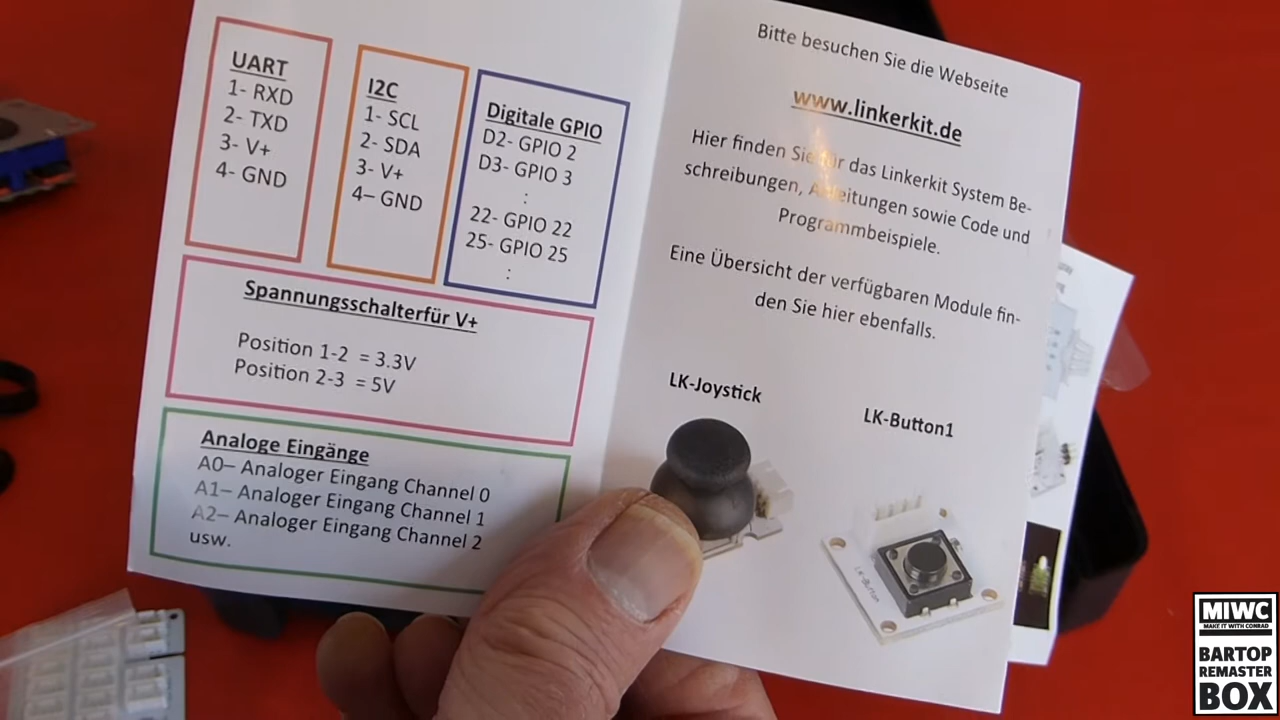 UART
1- RXD
2- TXD
3- V+
4- GND
I2C
1- SCL
2- SDA
3- V+
4– GND
Digitale GPIO
D2- GPIO 2
D3- GPIO 3
:
22- GPIO 22
25- GPIO 25
:
Spannungsschalterfür V+
Position 1-2 = 3.3V
Position 2-3 = 5V
Analoge Eingänge
A0– Analoger Eingang Channel 0
A1– Analoger Eingang Channel 1
A2– Analoger Eingang Channel 2
usw.
Bitte besuchen Sie die Webseite
www.linkerkit.de
Hier finden Sie für das Linkerkit System Be-
schreibungen, Anleitungen sowie Code und
Programmbeispiele.
Eine Übersicht der verfügbaren Module fin-
den Sie hier ebenfalls.
LK-Joystick
LK-Button1
LK-Button
MIWC
MAKE IT WITH CONRAD
BARTOP
REMASTER
BOX